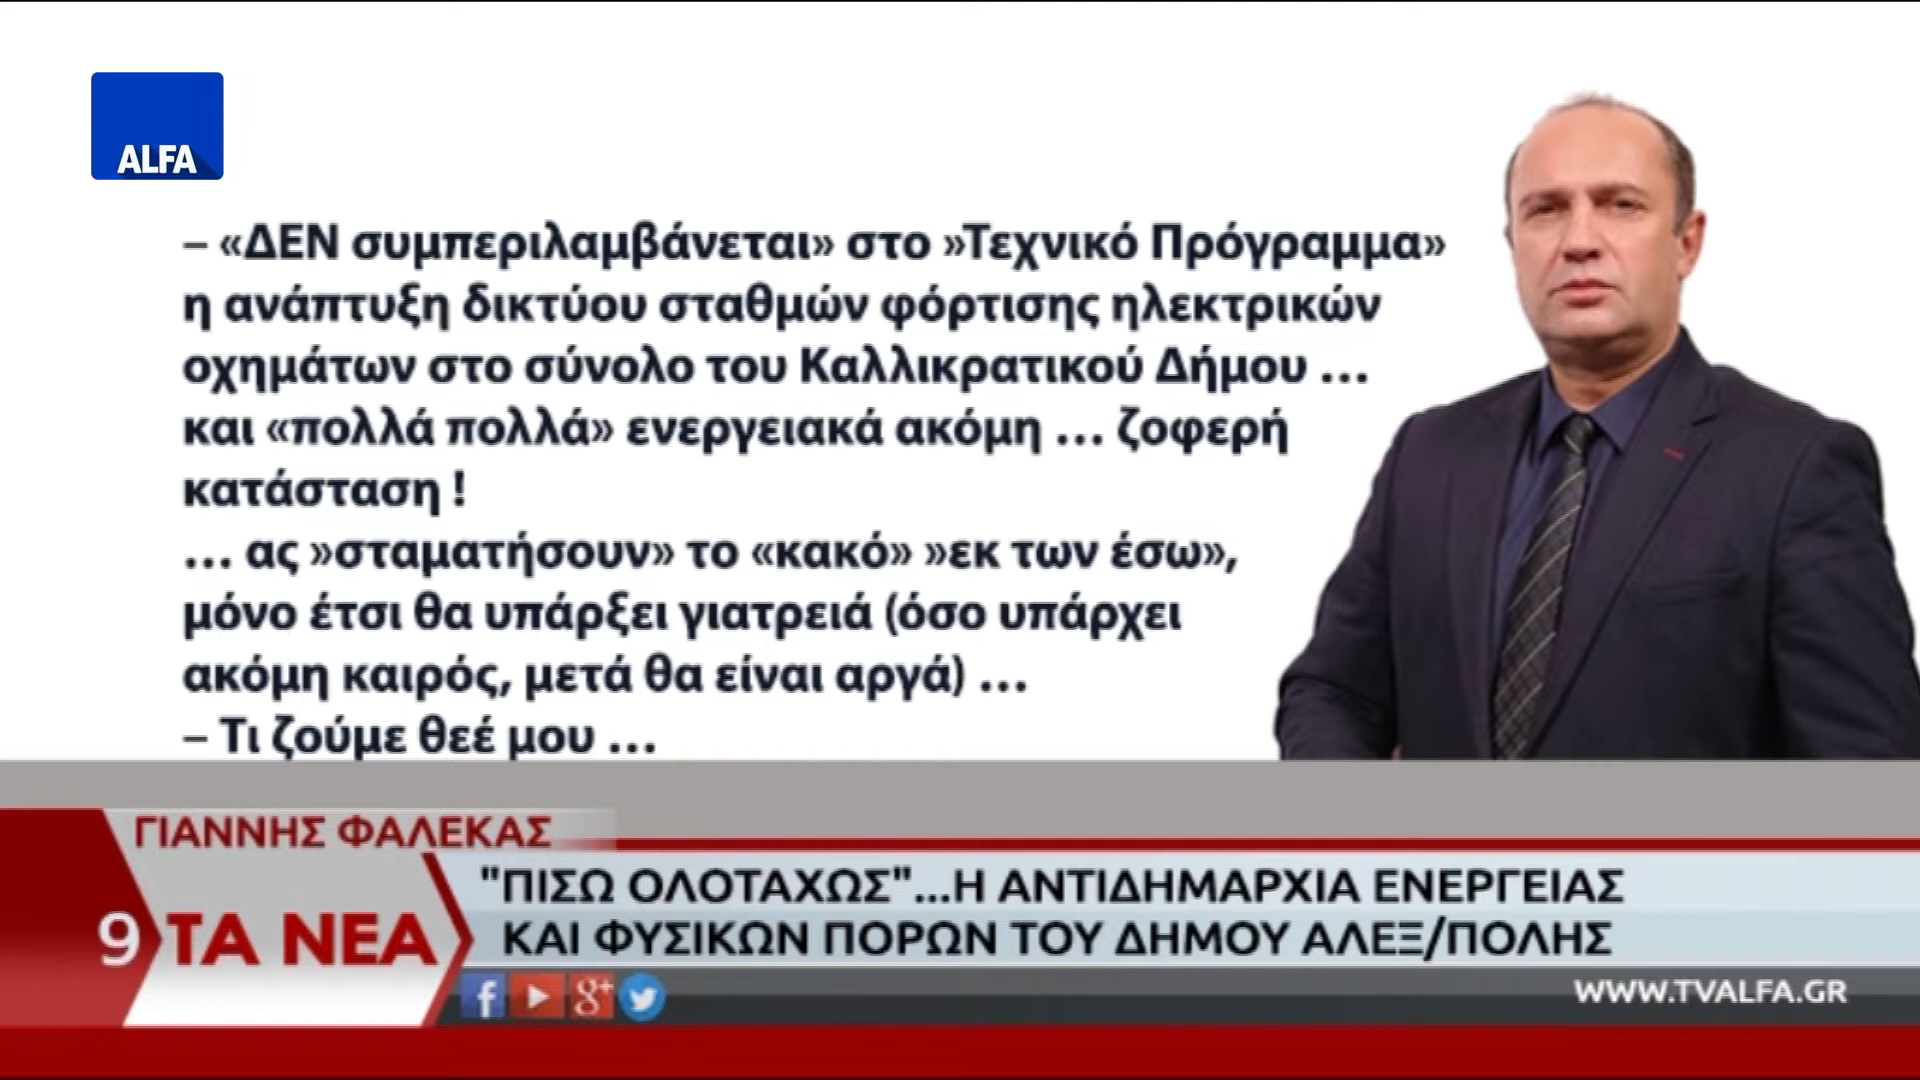 ALFA
– «ΔΕΝ συμπεριλαμβάνεται» στο »Τεχνικό Πρόγραμμα»
η ανάπτυξη δικτύου σταθμών φόρτισης ηλεκτρικών
οχημάτων στο σύνολο του Καλλικρατικού Δήμου …
και «πολλά πολλά» ενεργειακά ακόμη … ζοφερή
κατάσταση !
… ας »σταματήσουν» το «κακό» »εκ των έσω»,
μόνο έτσι θα υπάρξει γιατρειά (όσο υπάρχει
ακόμη καιρός, μετά θα είναι αργά) …
– Τι ζούμε θεέ μου …
ΓΙΑΝΝΗΣ ΦΑΛΕΚΑΣ
"ΠΙΣΩ ΟΛΟΤΑΧΩΣ"...Η ΑΝΤΙΔΗΜΑΡΧΙΑ ΕΝΕΡΓΕΙΑΣ
ΚΑΙ ΦΥΣΙΚΩΝ ΠΟΡΩΝ ΤΟΥ ΔΗΜΟΥ ΑΛΕΞ/ΠΟΛΗΣ
9 ΤΑ ΝΕΑ
f g+
WWW.TVALFA.GR